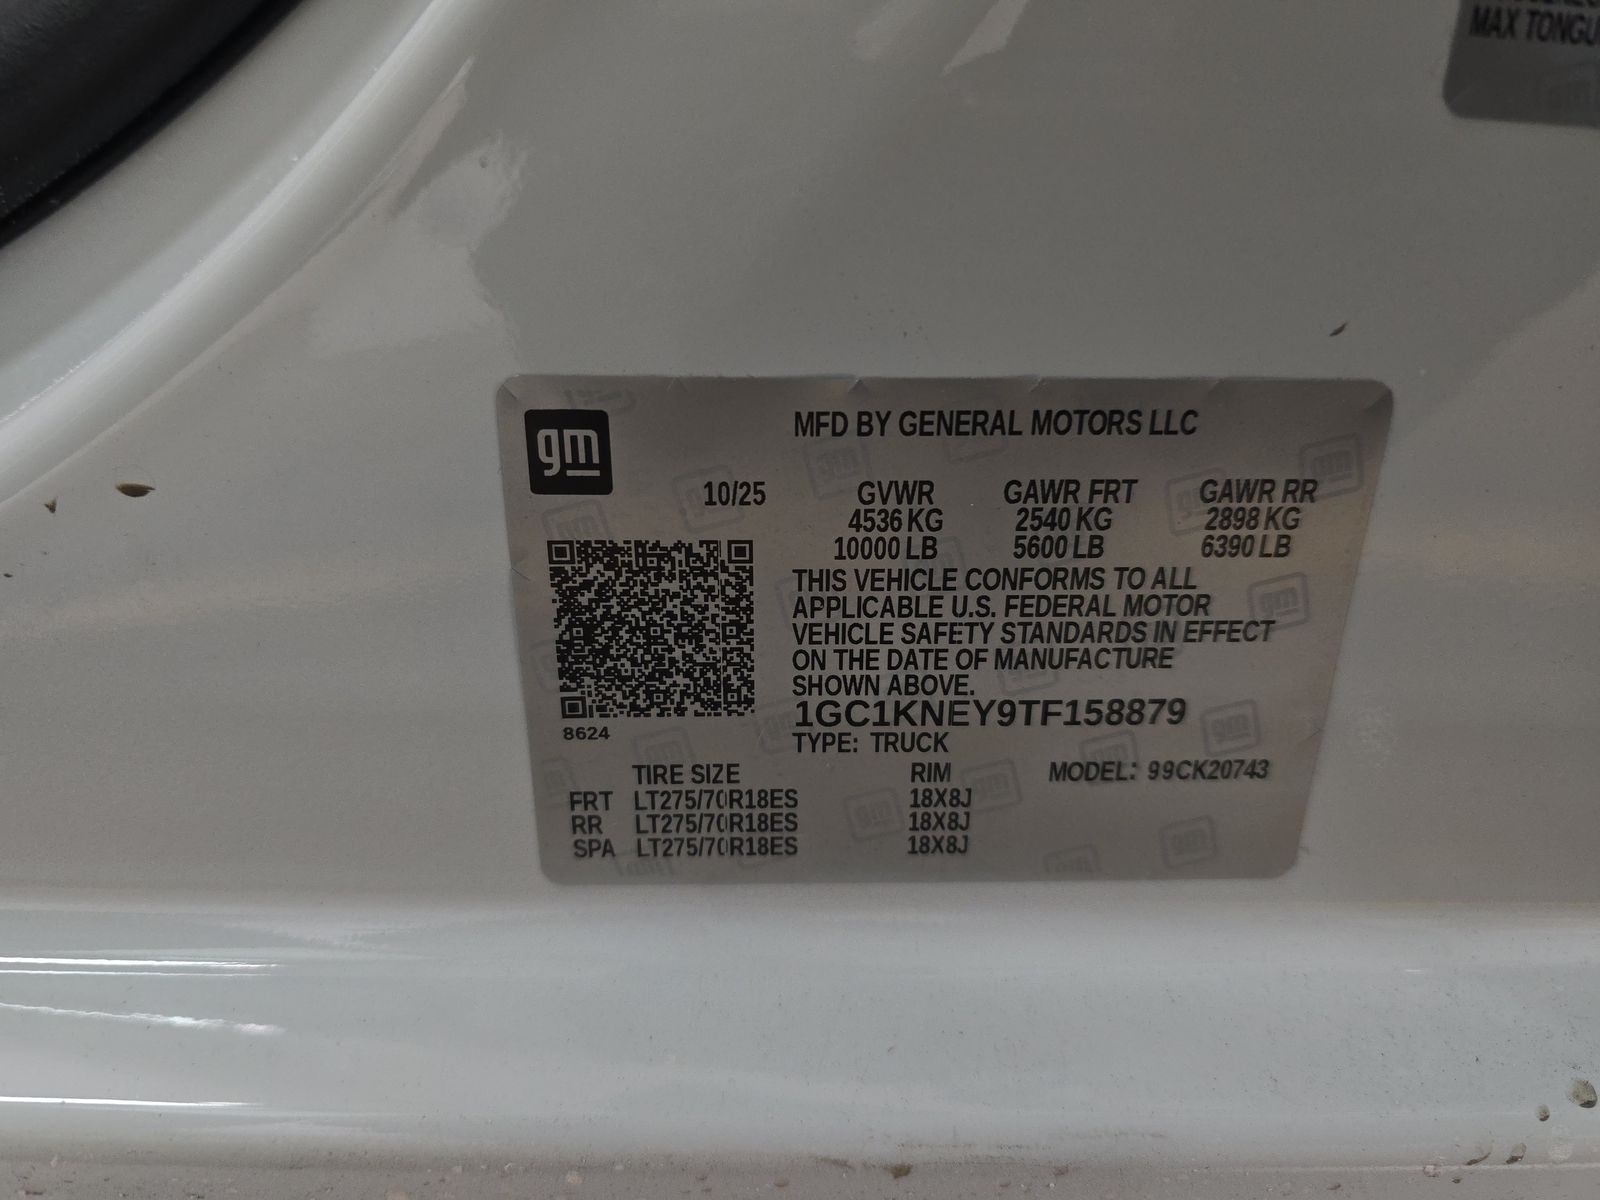 MAX TONGU
gm
MFD BY GENERAL MOTORS LLC
10/25
GVWR GAWR FRT GAWR RR
4536 KG 2540 KG 2898 KG
10000 LB 5600 LB 6390 LB
THIS VEHICLE CONFORMS TO ALL
APPLICABLE U.S. FEDERAL MOTOR
VEHICLE SAFETY STANDARDS IN EFFECT
ON THE DATE OF MANUFACTURE
SHOWN ABOVE.
1GC1KNEY9TF158879
8624
TYPE: TRUCK
TIRE SIZE RIM MODEL: 99CK20743
FRT LT275/70R18ES 18X8J
RR LT275/70R18ES 18X8J
SPA LT275/70R18ES 18X8J